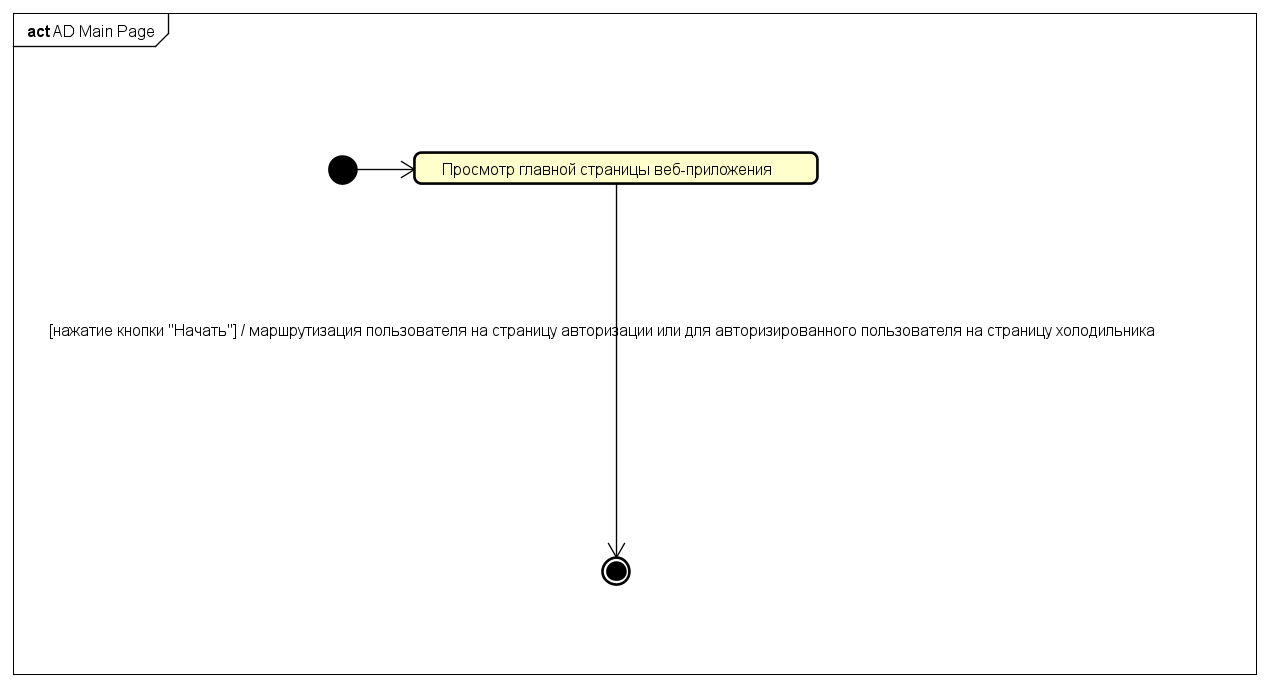 act AD Main Page
Просмотр главной страницы веб-приложения
[нажатие кнопки "Начать"] / маршрутизация пользователя на страницу авторизации или для авторизированного пользователя на страницу холодильника